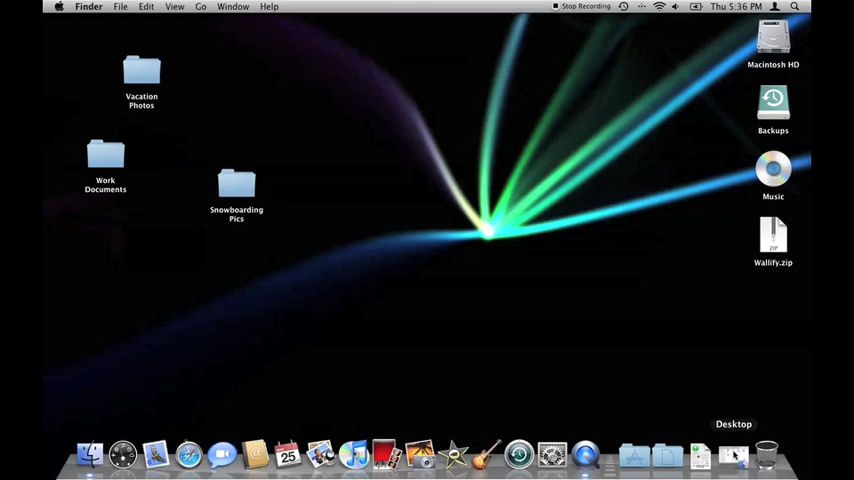 Finder File Edit View Go Window Help Stop Recording Thu 5:36 PM
Macintosh HD
Vacation
Photos
Backups
Work
Documents
Music
Snowboarding
Pics
ZIP
Wallify.zip
Desktop
25